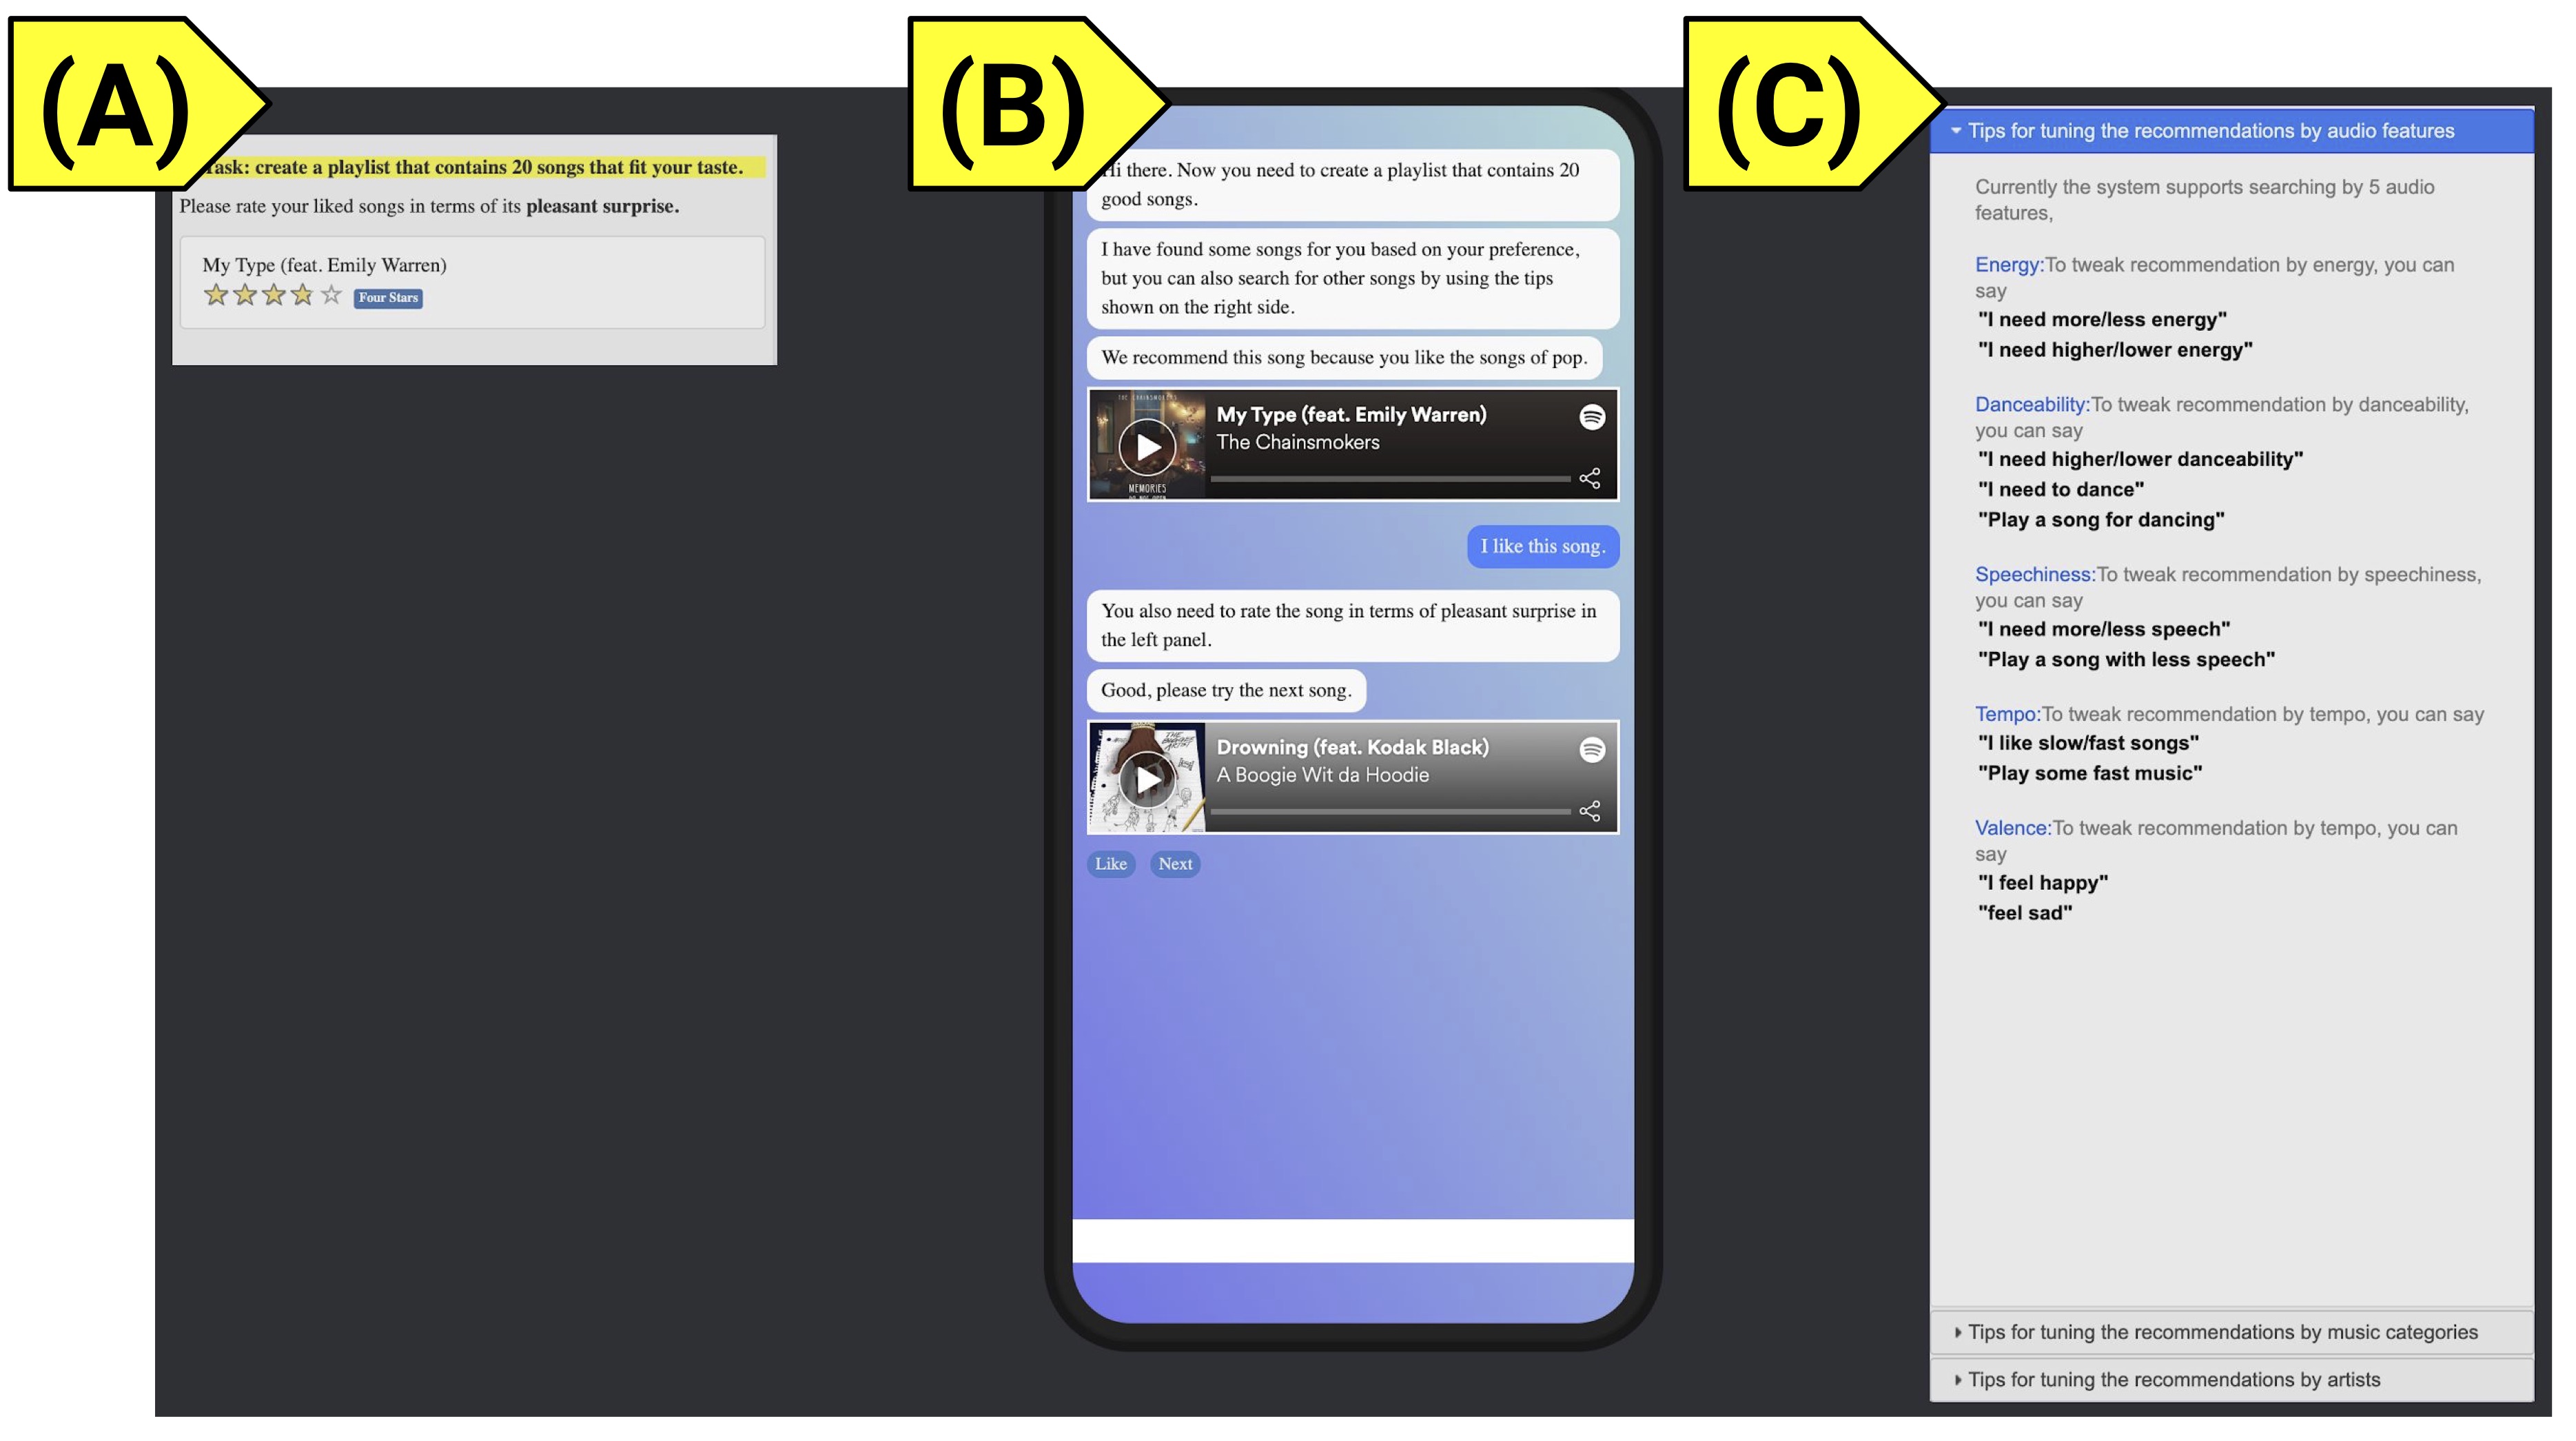 (A)
ask: create a playlist that contains 20 songs that fit your taste.
Please rate your liked songs in terms of its pleasant surprise.
My Type (feat. Emily Warren)
Four Stars
(B)
Hi there. Now you need to create a playlist that contains 20
good songs.
I have found some songs for you based on your preference,
but you can also search for other songs by using the tips
shown on the right side.
We recommend this song because you like the songs of pop.
THE CHAINSMOKERS
MEMORIES
My Type (feat. Emily Warren)
The Chainsmokers
I like this song.
You also need to rate the song in terms of pleasant surprise in
the left panel.
Good, please try the next song.
Drowning (feat. Kodak Black)
A Boogie Wit da Hoodie
Like Next
(C)
Tips for tuning the recommendations by audio features
Currently the system supports searching by 5 audio
features,
Energy:To tweak recommendation by energy, you can
say
"I need more/less energy"
"I need higher/lower energy"
Danceability:To tweak recommendation by danceability,
you can say
"I need higher/lower danceability"
"I need to dance"
"Play a song for dancing"
Speechiness:To tweak recommendation by speechiness,
you can say
"I need more/less speech"
"Play a song with less speech"
Tempo:To tweak recommendation by tempo, you can say
"I like slow/fast songs"
"Play some fast music"
Valence:To tweak recommendation by tempo, you can
say
"I feel happy"
"feel sad"
Tips for tuning the recommendations by music categories
Tips for tuning the recommendations by artists